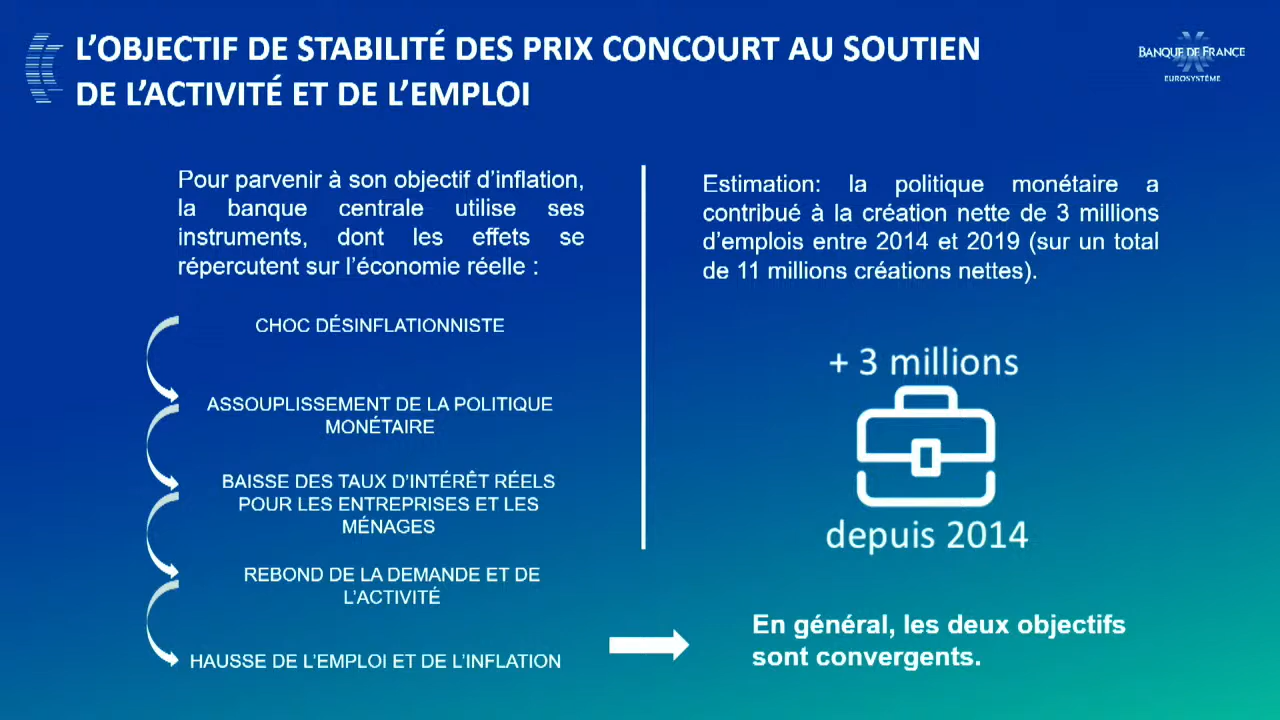 L'OBJECTIF DE STABILITÉ DES PRIX CONCOURT AU SOUTIEN
DE L'ACTIVITÉ ET DE L'EMPLOI
BANQUE DE FRANCE
EUROSYSTÈME
Pour parvenir à son objectif d'inflation,
la banque centrale utilise ses
instruments, dont les effets se
répercutent sur l'économie réelle :
CHOC DÉSINFLATIONNISTE
ASSOUPLISSEMENT DE LA POLITIQUE
MONÉTAIRE
BAISSE DES TAUX D'INTÉRÊT RÉELS
POUR LES ENTREPRISES ET LES
MÉNAGES
REBOND DE LA DEMANDE ET DE
L'ACTIVITÉ
HAUSSE DE L'EMPLOI ET DE L'INFLATION
Estimation: la politique monétaire a
contribué à la création nette de 3 millions
d'emplois entre 2014 et 2019 (sur un total
de 11 millions créations nettes).
+ 3 millions
depuis 2014
En général, les deux objectifs
sont convergents.